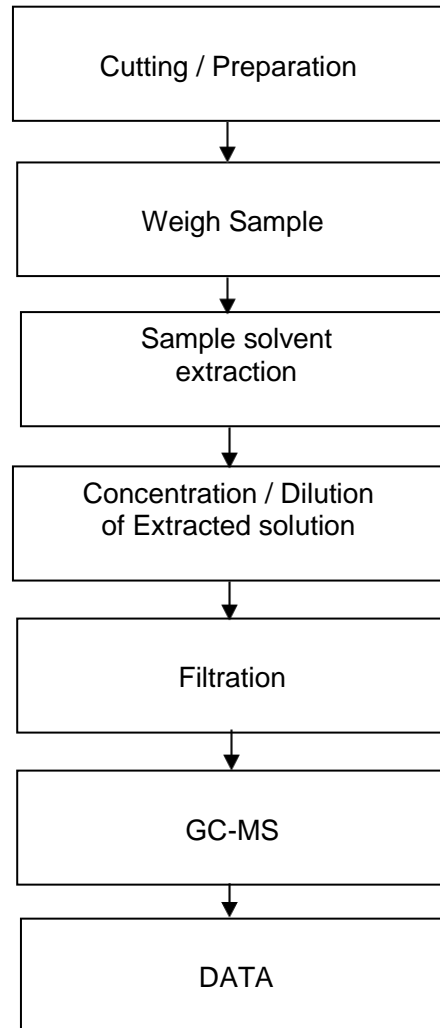 Cutting / Preparation
Weigh Sample
Sample solvent
extraction
Concentration / Dilution
of Extracted solution
Filtration
GC-MS
DATA